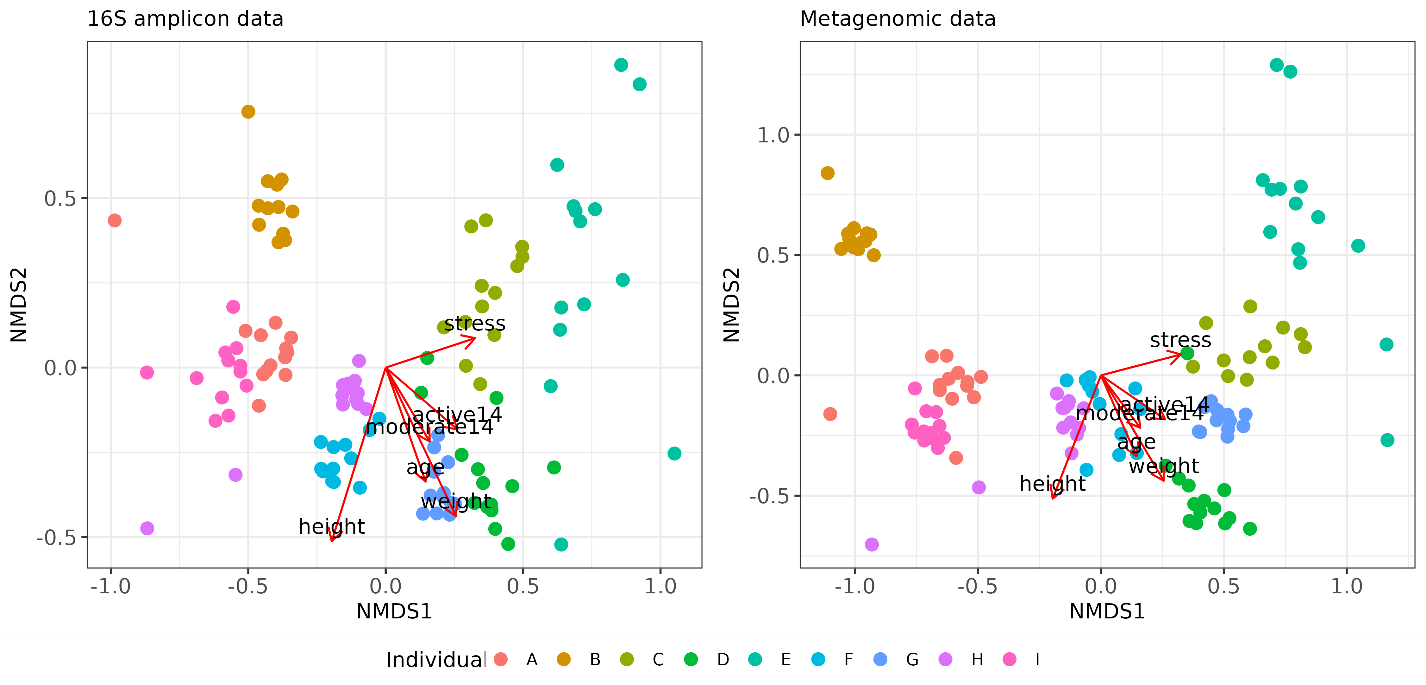 16S amplicon data
Metagenomic data
NMDS2
0.5
0.0
-0.5
stress
active14
moderate14
age
weight
height
-1.0 -0.5 0.0 0.5 1.0
NMDS1
NMDS2
1.0
0.5
0.0
-0.5
stress
active14
moderate14
age
weight
height
-1.0 -0.5 0.0 0.5 1.0
NMDS1
Individual A B C D E F G H I